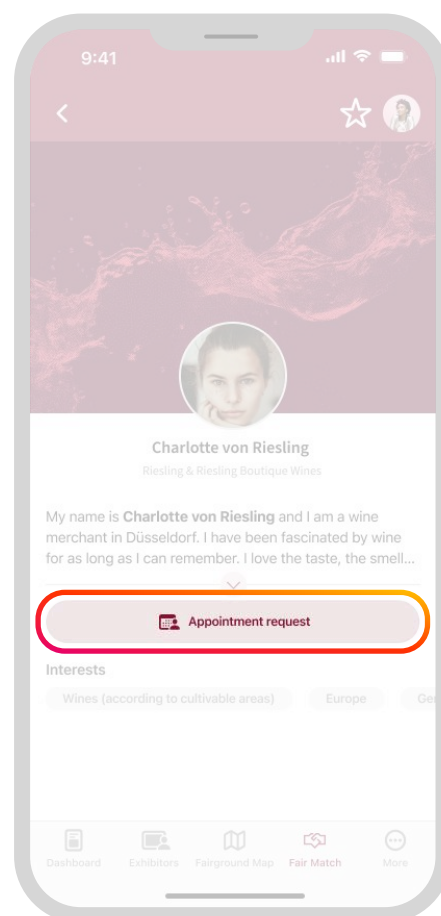 9:41
Charlotte von Riesling
Riesling & Riesling Boutique Wines
My name is Charlotte von Riesling and I am a wine
merchant in Düsseldorf. I have been fascinated by wine
for as long as I can remember. I love the taste, the smell...
Appointment request
Interests
Wines (according to cultivable areas) Europe Ge
Dashboard Exhibitors Fairground Map Fair Match More